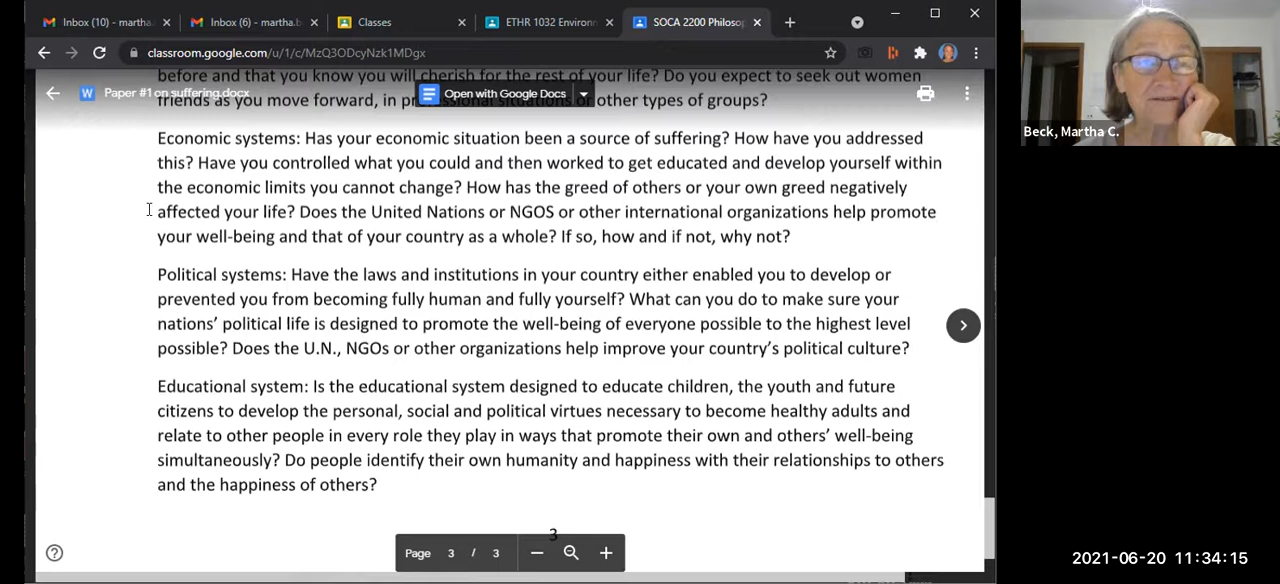 Inbox (10) - martha.
Inbox (6) - martha.b
Classes
ETHR 1032 Environ
SOCA 2200 Philosop
classroom.google.com/u/1/c/MzQ3ODcyNzk1MDgx
before and that you know you will cherish for the rest of your life? Do you expect to seek out women
Paper #1 on suffering.docx
Open with Google Docs
friends as you move forward, in professional situations or other types of groups?
Economic systems: Has your economic situation been a source of suffering? How have you addressed
this? Have you controlled what you could and then worked to get educated and develop yourself within
the economic limits you cannot change? How has the greed of others or your own greed negatively
affected your life? Does the United Nations or NGOS or other international organizations help promote
your well-being and that of your country as a whole? If so, how and if not, why not?
Political systems: Have the laws and institutions in your country either enabled you to develop or
prevented you from becoming fully human and fully yourself? What can you do to make sure your
nations’ political life is designed to promote the well-being of everyone possible to the highest level
possible? Does the U.N., NGOs or other organizations help improve your country’s political culture?
Educational system: Is the educational system designed to educate children, the youth and future
citizens to develop the personal, social and political virtues necessary to become healthy adults and
relate to other people in every role they play in ways that promote their own and others’ well-being
simultaneously? Do people identify their own humanity and happiness with their relationships to others
and the happiness of others?
3
Page 3 / 3
Beck, Martha C.
2021-06-20 11:34:15